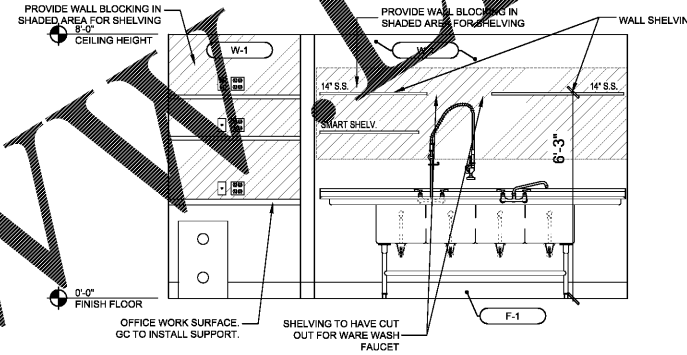 PROVIDE WALL BLOCKING IN
SHADED AREA FOR SHELVING
8'-0"
CEILING HEIGHT
PROVIDE WALL BLOCKING IN
SHADED AREA FOR SHELVING
WALL SHELVIN
W-1
14" S.S.
14" S.S.
SMART SHELV.
6'-3"
0'-0"
FINISH FLOOR
OFFICE WORK SURFACE.
GC TO INSTALL SUPPORT.
SHELVING TO HAVE CUT
OUT FOR WARE WASH
FAUCET
F-1